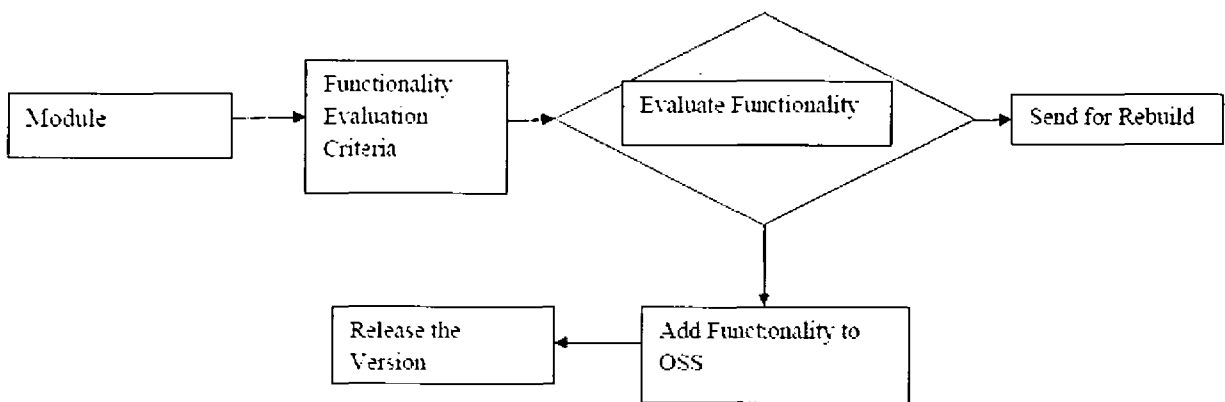 Module
Functionality
Evaluation
Criteria
Evaluate Functionality
Send for Rebuild
Add Functionality to
OSS
Release the
Version